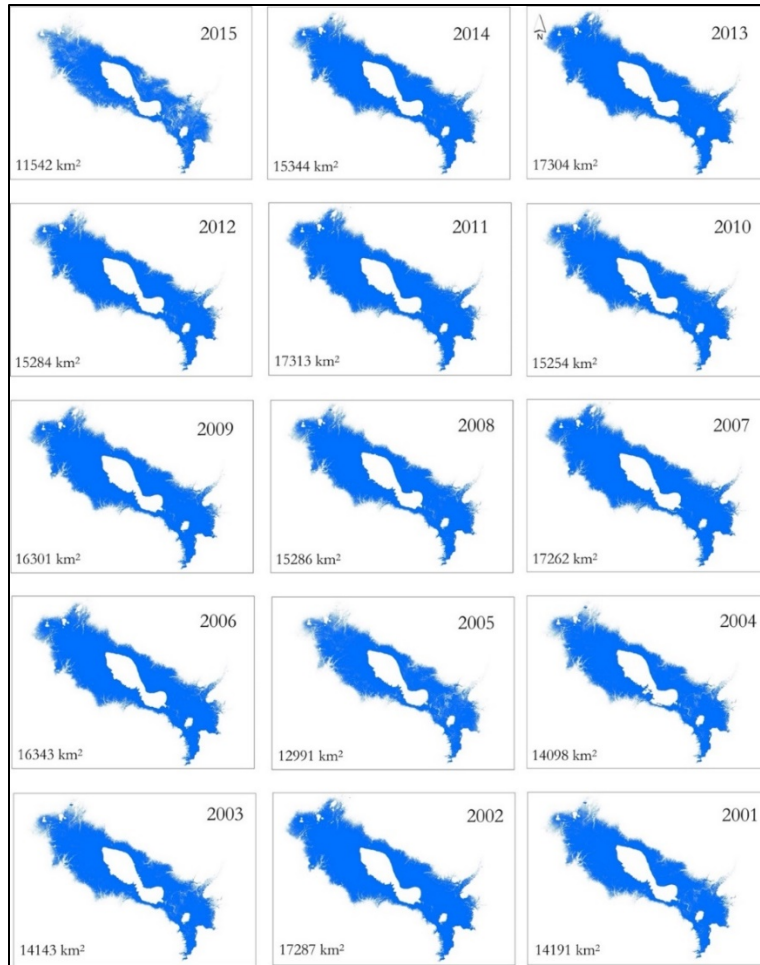 2015
11542 km²
2014
15344 km²
2013
N
17304 km²
2012
15284 km²
2011
17313 km²
2010
15254 km²
2009
16301 km²
2008
15286 km²
2007
17262 km²
2006
16343 km²
2005
12991 km²
2004
14098 km²
2003
14143 km²
2002
17287 km²
2001
14191 km²